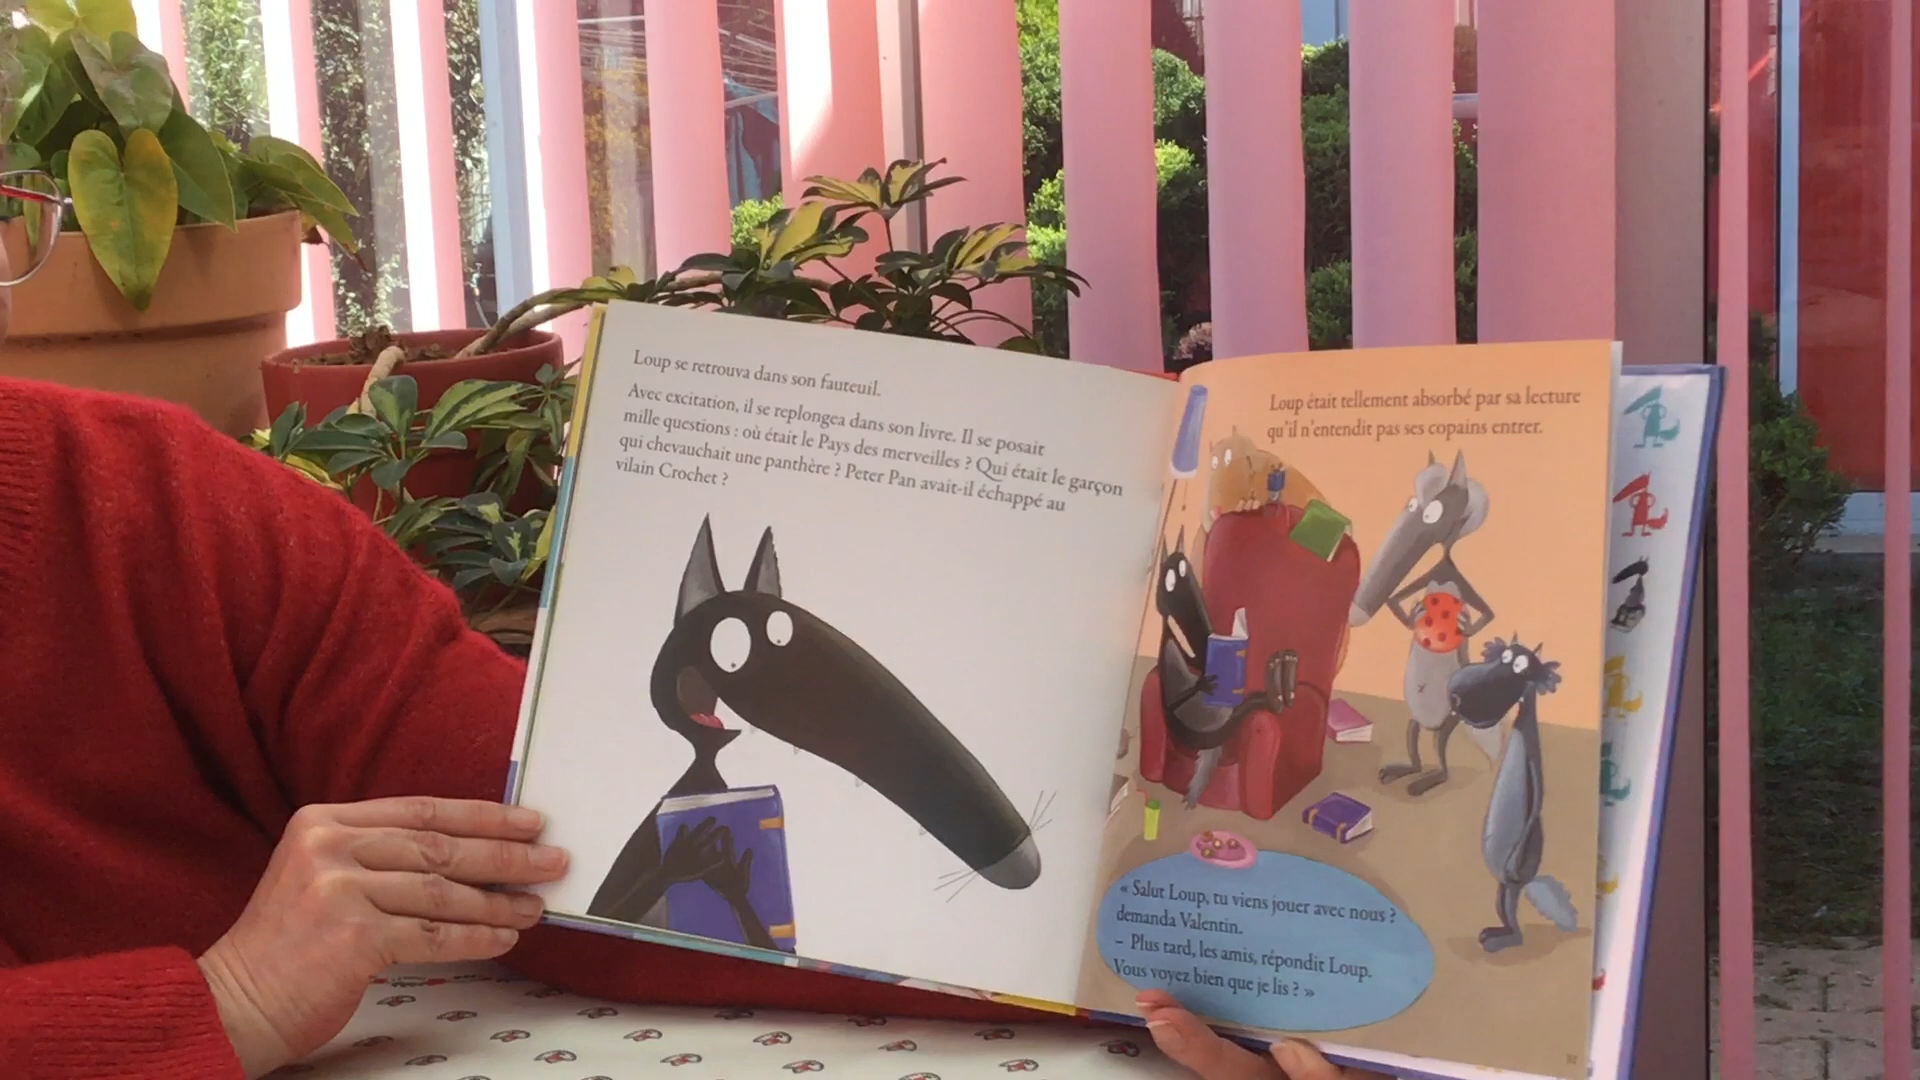 Loup se retrouva dans son fauteuil.
Avec excitation, il se replongea dans son livre. Il se posait
mille questions : où était le Pays des merveilles ? Qui était le garçon
qui chevauchait une panthère ? Peter Pan avait-il échappé au
vilain Crochet ?
Loup était tellement absorbé par sa lecture
qu'il n'entendit pas ses copains entrer.
« Salut Loup, tu viens jouer avec nous ?
demanda Valentin.
– Plus tard, les amis, répondit Loup.
Vous voyez bien que je lis ? »